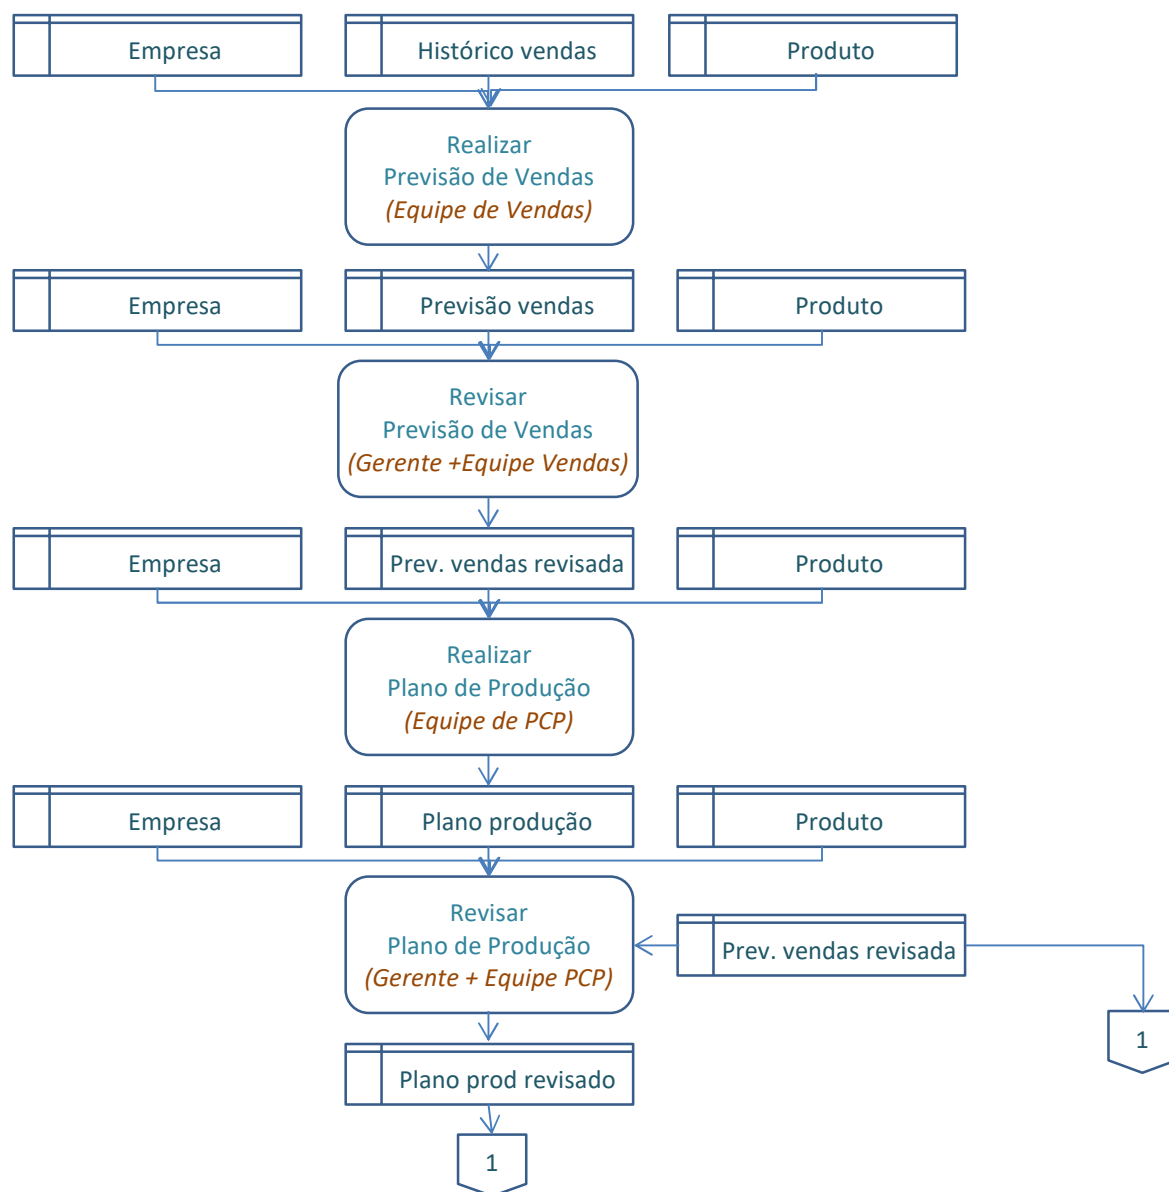 Empresa
Histórico vendas
Produto
Realizar
Previsão de Vendas
(Equipe de Vendas)
Empresa
Previsão vendas
Produto
Revisar
Previsão de Vendas
(Gerente +Equipe Vendas)
Empresa
Prev. vendas revisada
Produto
Realizar
Plano de Produção
(Equipe de PCP)
Empresa
Plano produção
Produto
Revisar
Plano de Produção
(Gerente + Equipe PCP)
Prev. vendas revisada
1
Plano prod revisado
1